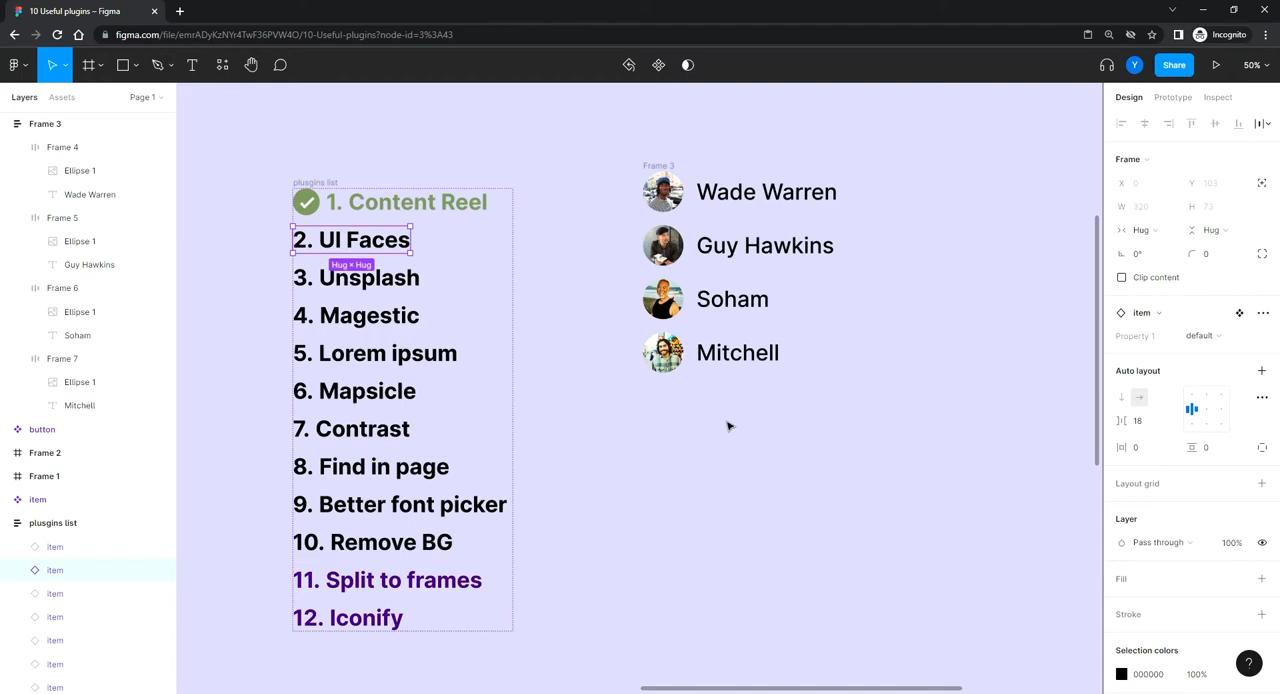 10 Useful plugins – Figma
figma.com/file/emrADyKzNYr4TwF36PVW4O/10-Useful-plugins?node-id=3%3A43
Incognito
Y
Share
50%
Layers
Assets
Page 1
Frame 3
Frame 4
Ellipse 1
Wade Warren
Frame 5
Ellipse 1
Guy Hawkins
Frame 6
Ellipse 1
Soham
Frame 7
Ellipse 1
Mitchell
button
Frame 2
Frame 1
item
plusgins list
item
item
item
item
item
item
item
plusgins list
1. Content Reel
2. UI Faces
Hug × Hug
3. Unsplash
4. Magestic
5. Lorem ipsum
6. Mapsicle
7. Contrast
8. Find in page
9. Better font picker
10. Remove BG
11. Split to frames
12. Iconify
Frame 3
Wade Warren
Guy Hawkins
Soham
Mitchell
Design
Prototype
Inspect
Frame
X 0
Y 103
W 320
H 73
Hug
Hug
0°
0
Clip content
item
Property 1
default
Auto layout
18
0
0
Layout grid
Layer
Pass through
100%
Fill
Stroke
Selection colors
000000
100%
?